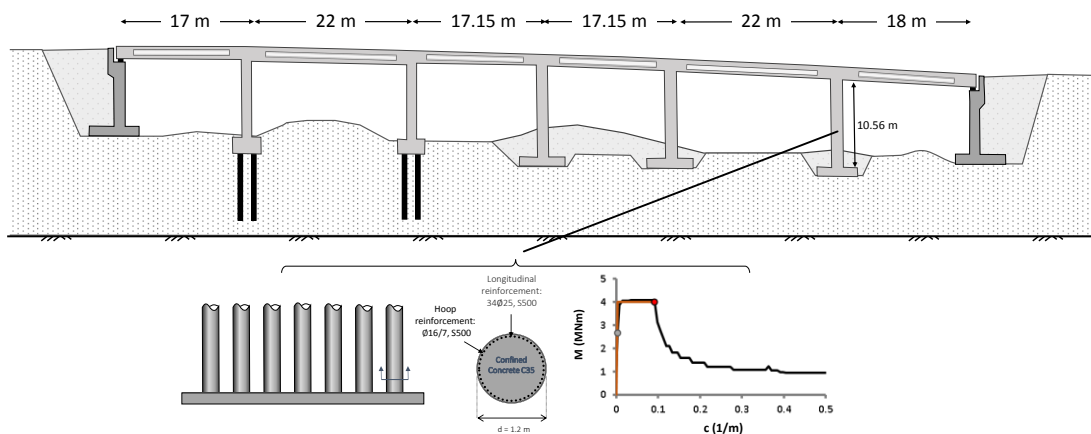 17 m 22 m 17.15 m 17.15 m 22 m 18 m
10.56 m
Longitudinal
reinforcement:
34Ø25, S500
Hoop
reinforcement:
Ø16/7, S500
Confined
Concrete C35
d = 1.2 m
M (MNm)
5
4
3
2
1
0
0 0.1 0.2 0.3 0.4 0.5
c (1/m)